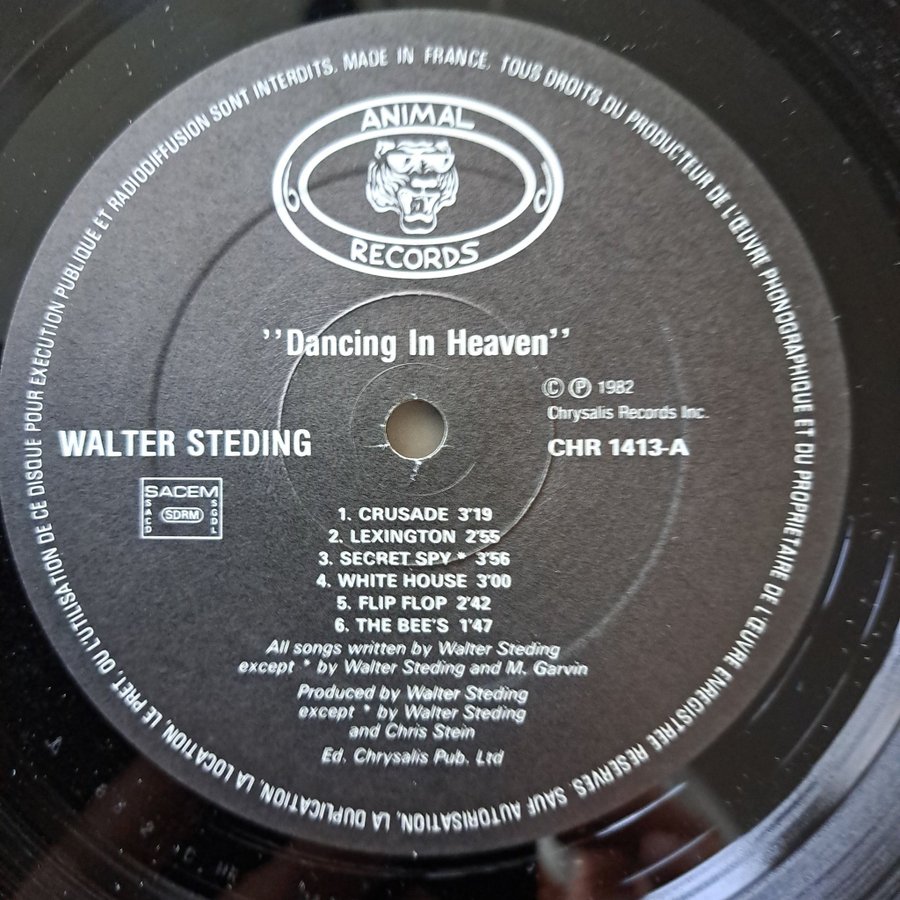 TOUS DROITS DU PRODUCTEUR DE L'ŒUVRE PHONOGRAPHIQUE ET DU PROPRIETAIRE DE L'ŒUVRE ENREGISTREE RESERVES SAUF AUTORISATION, LA DUPLICATION, LA LOCATION, LE PRET, OU L'UTILISATION DE CE DISQUE POUR EXECUTION PUBLIQUE ET RADIODIFFUSION SONT INTERDITS. MADE IN FRANCE.
ANIMAL
RECORDS
''Dancing In Heaven''
© ℗ 1982
Chrysalis Records Inc.
WALTER STEDING
CHR 1413-A
SACEM
SACD
SDRM
SGDL
1. CRUSADE 3'19
2. LEXINGTON 2'55
3. SECRET SPY * 3'56
4. WHITE HOUSE 3'00
5. FLIP FLOP 2'42
6. THE BEE'S 1'47
All songs written by Walter Steding
except * by Walter Steding and M. Garvin
Produced by Walter Steding
except * by Walter Steding
and Chris Stein
Ed. Chrysalis Pub. Ltd